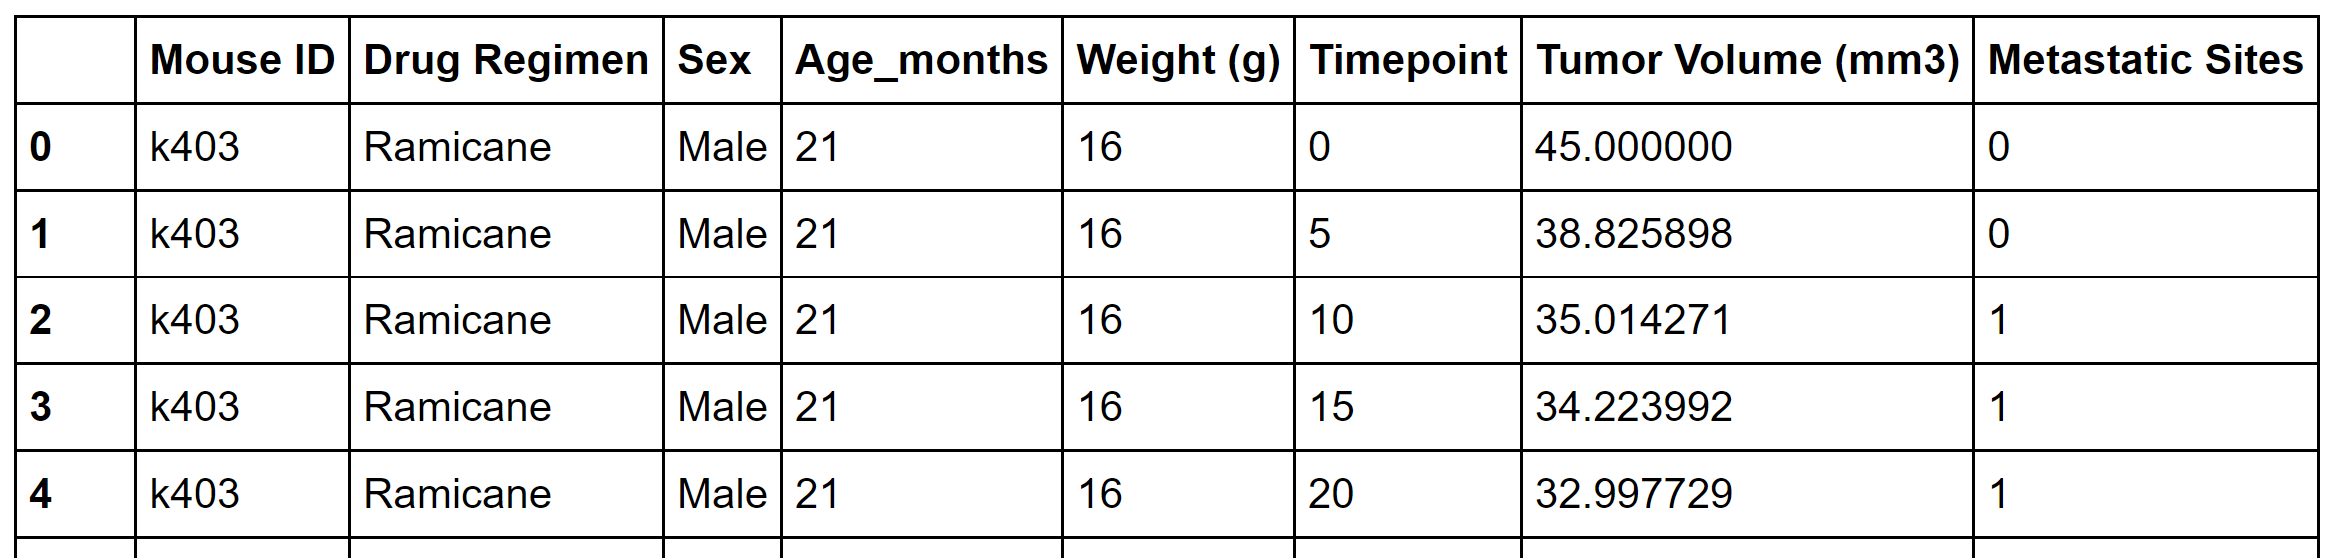 Mouse ID Drug Regimen Sex Age_months Weight (g) Timepoint Tumor Volume (mm3) Metastatic Sites
0 k403 Ramicane Male 21 16 0 45.000000 0
1 k403 Ramicane Male 21 16 5 38.825898 0
2 k403 Ramicane Male 21 16 10 35.014271 1
3 k403 Ramicane Male 21 16 15 34.223992 1
4 k403 Ramicane Male 21 16 20 32.997729 1